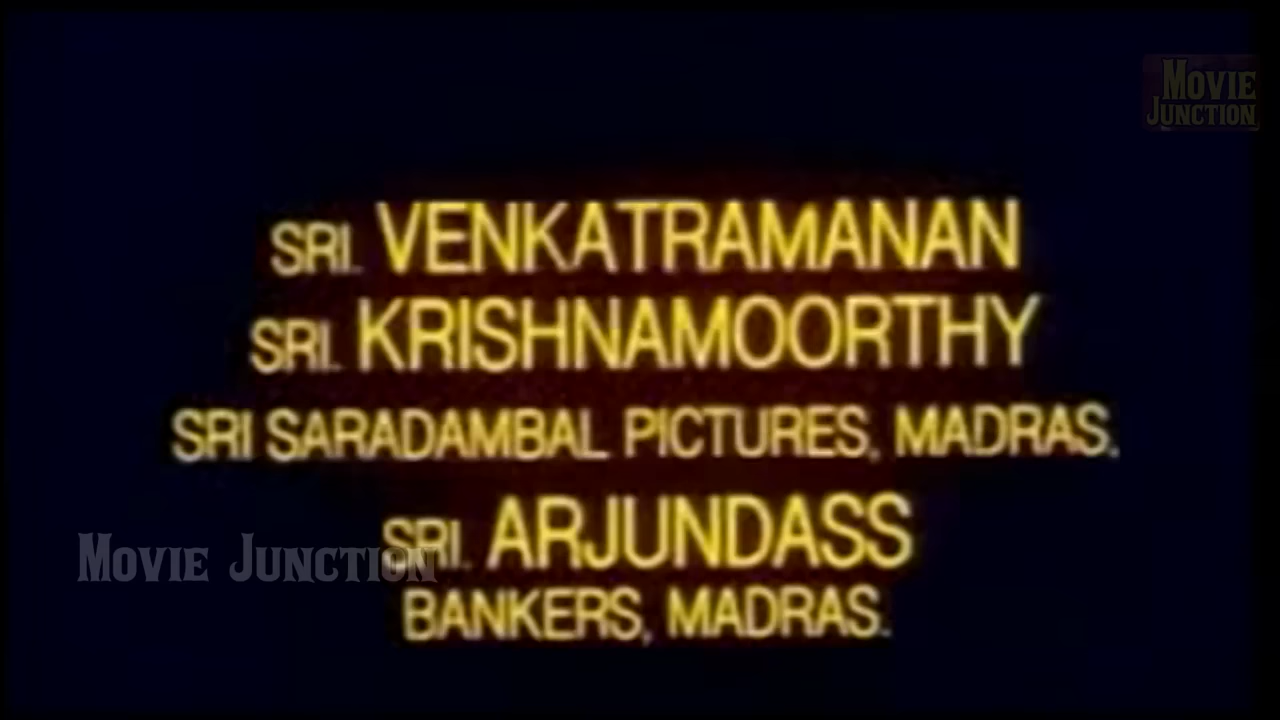 MOVIE
JUNCTION
SRI. VENKATRAMANAN
SRI. KRISHNAMOORTHY
SRI SARADAMBAL PICTURES, MADRAS.
SRI. ARJUNDASS
MOVIE JUNCTION
BANKERS, MADRAS.